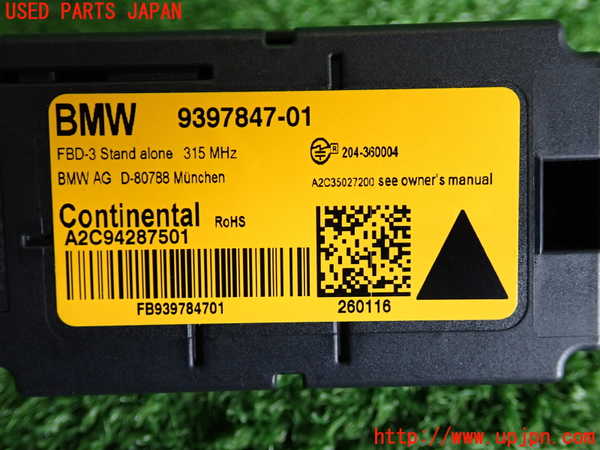 USED PARTS JAPAN
BMW 9397847-01
FBD-3 Stand alone 315 MHz
R 204-360004
BMW AG D-80788 München
A2C35027200 see owner's manual
Continental RoHS
A2C94287501
FB939784701
260116
http://www.upjpn.com/